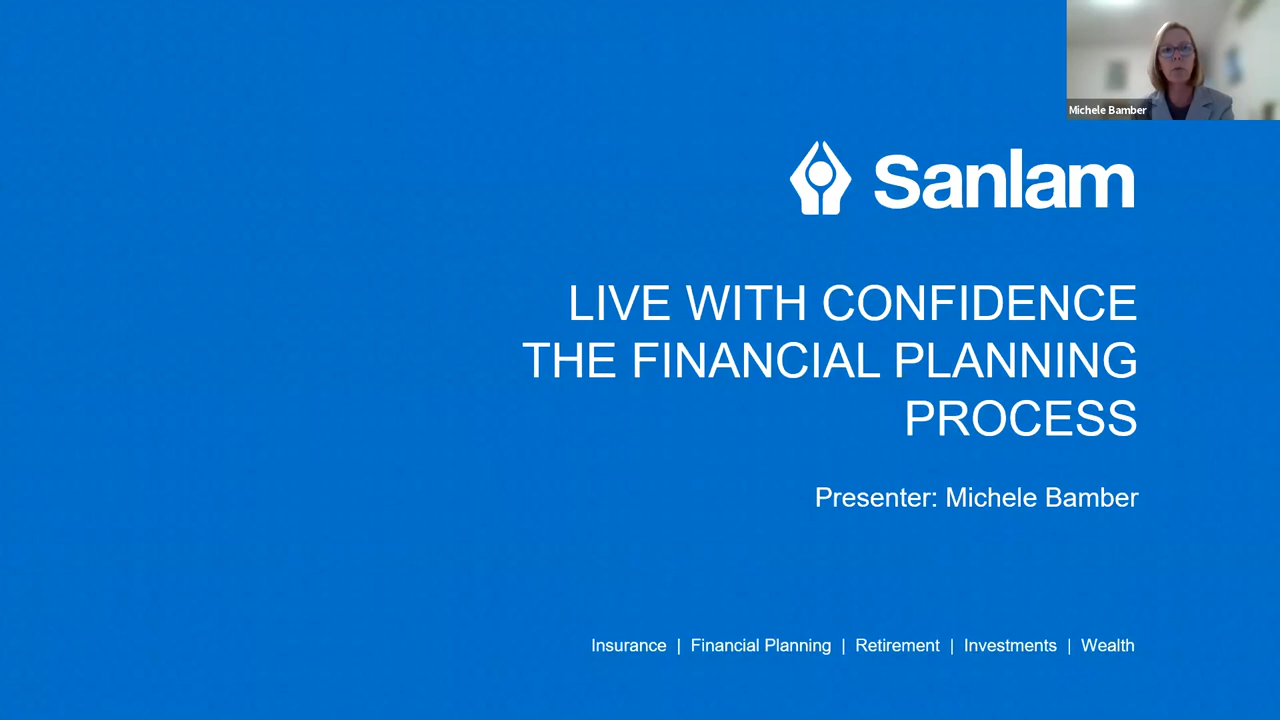 Michele Bamber
Sanlam
LIVE WITH CONFIDENCE
THE FINANCIAL PLANNING
PROCESS
Presenter: Michele Bamber
Insurance | Financial Planning | Retirement | Investments | Wealth